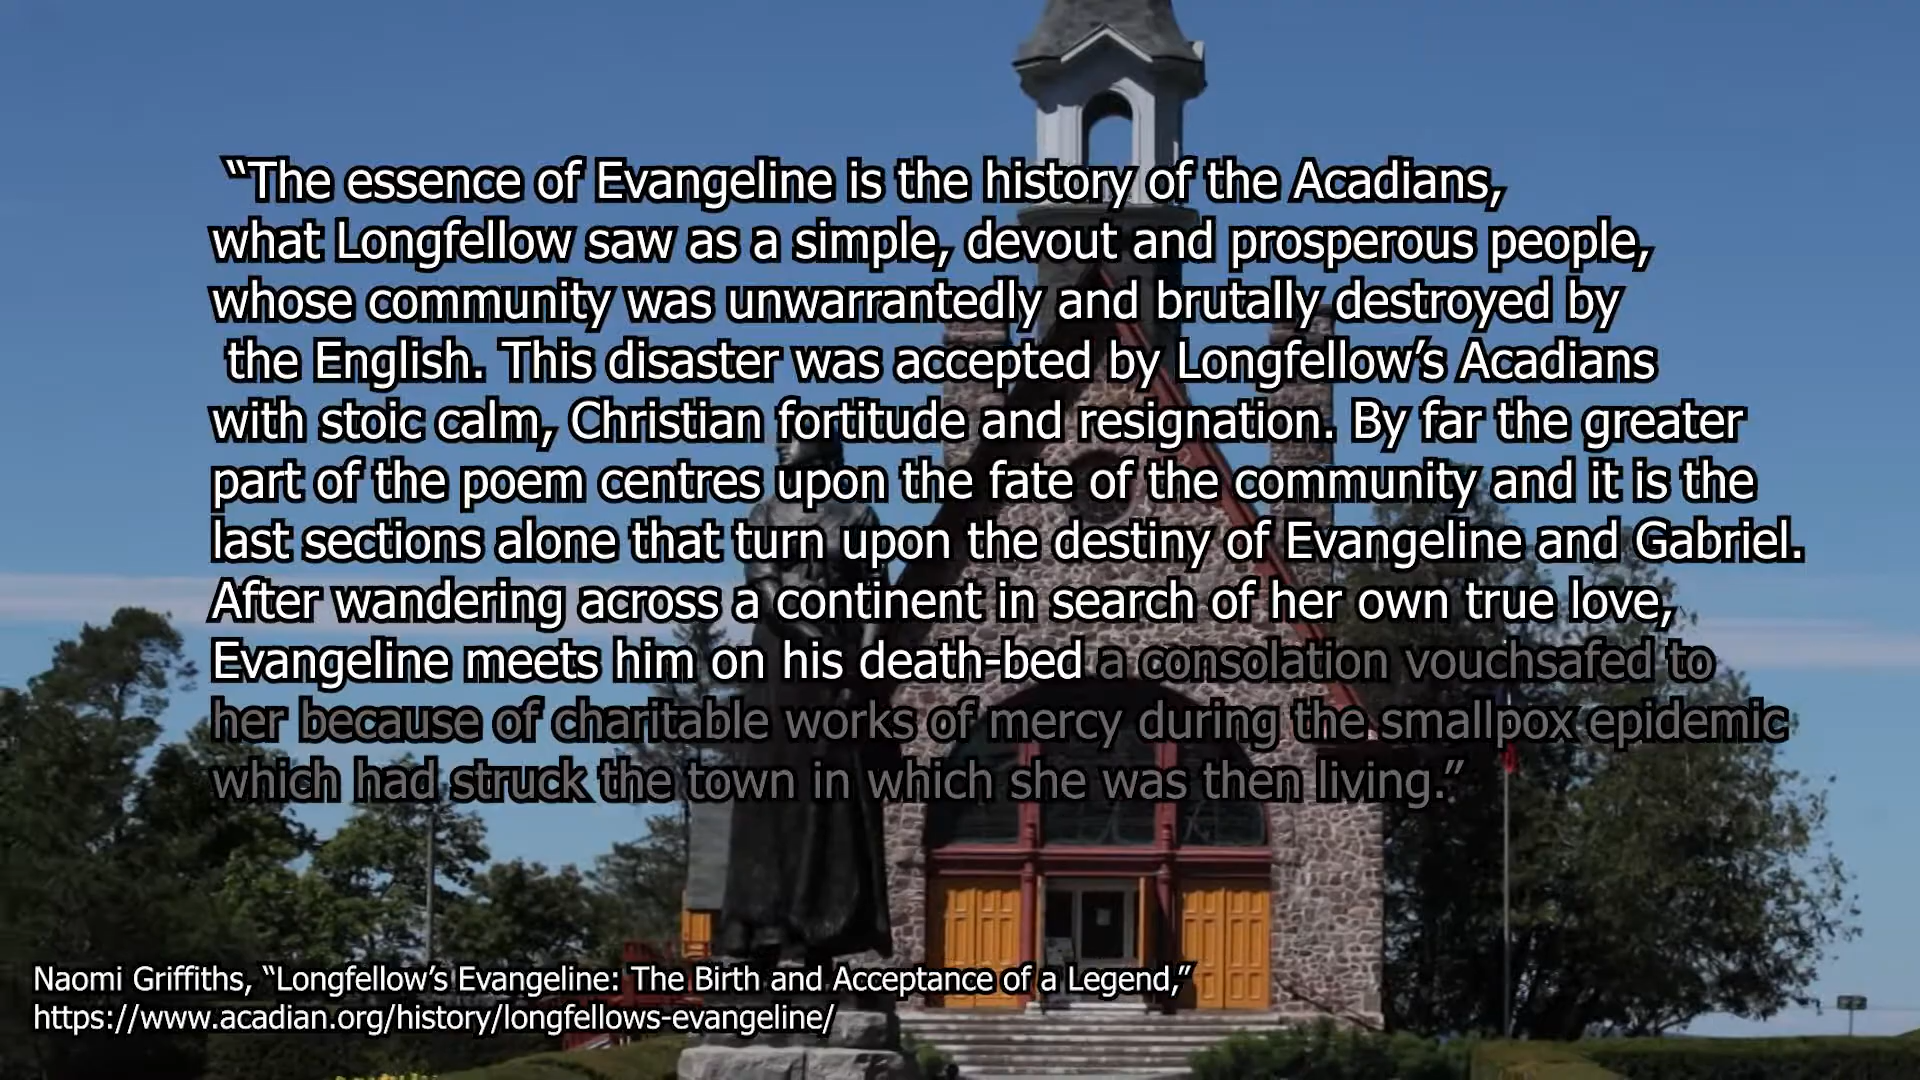 “The essence of Evangeline is the history of the Acadians,
what Longfellow saw as a simple, devout and prosperous people,
whose community was unwarrantedly and brutally destroyed by
the English. This disaster was accepted by Longfellow’s Acadians
with stoic calm, Christian fortitude and resignation. By far the greater
part of the poem centres upon the fate of the community and it is the
last sections alone that turn upon the destiny of Evangeline and Gabriel.
After wandering across a continent in search of her own true love,
Evangeline meets him on his death-bed a consolation vouchsafed to
her because of charitable works of mercy during the smallpox epidemic
which had struck the town in which she was then living.”
Naomi Griffiths, “Longfellow’s Evangeline: The Birth and Acceptance of a Legend,”
https://www.acadian.org/history/longfellows-evangeline/